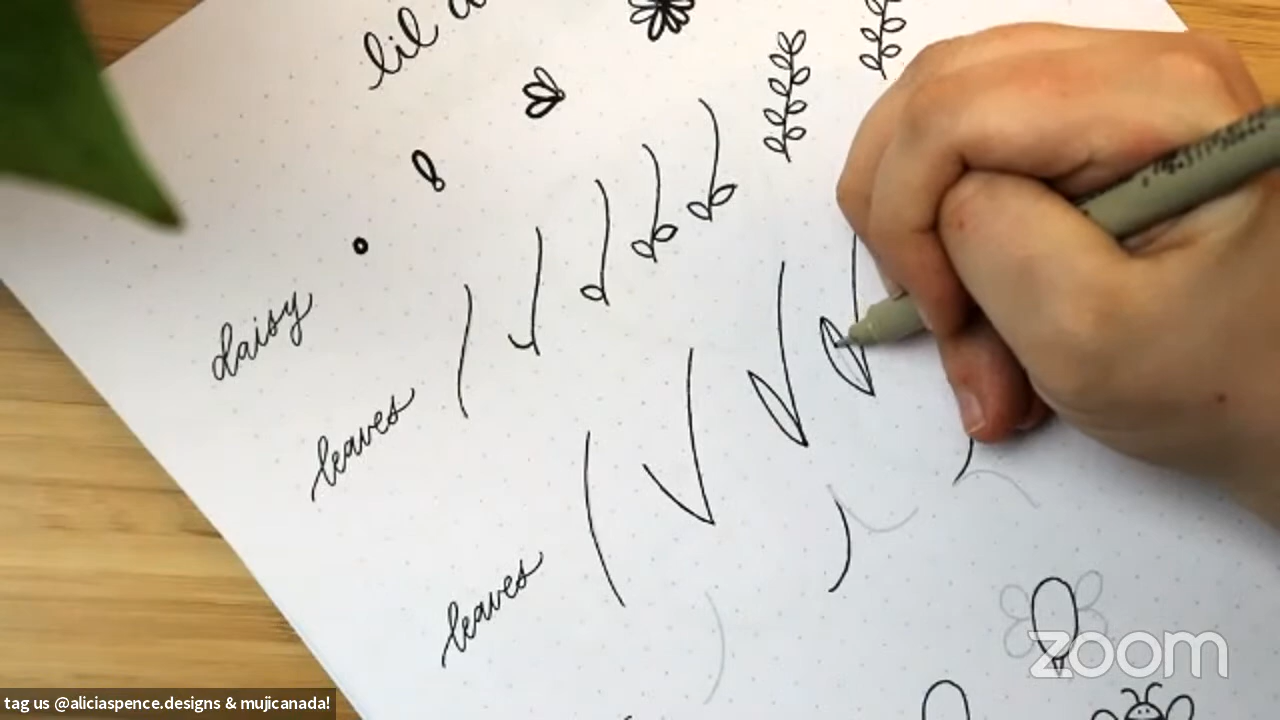 lil
daisy
leaves
leaves
zoom
tag us @aliciaspence.designs & mujicanada!